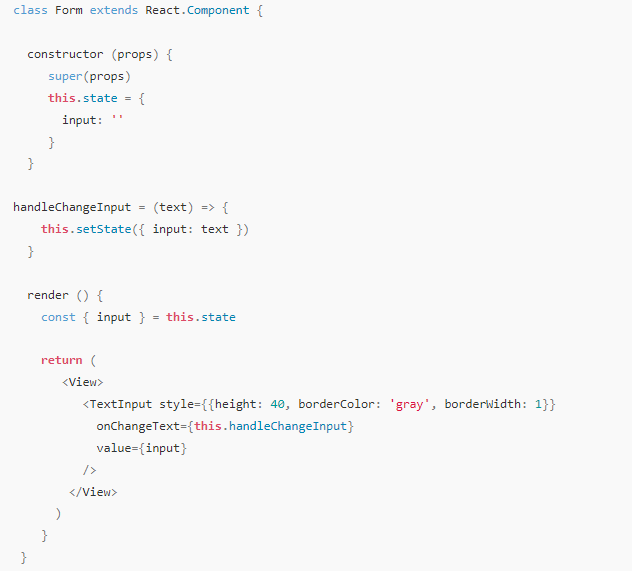 class Form extends React.Component {
constructor (props) {
super(props)
this.state = {
input: ''
}
}
handleChangeInput = (text) => {
this.setState({ input: text })
}
render () {
const { input } = this.state
return (
<View>
<TextInput style={{height: 40, borderColor: 'gray', borderWidth: 1}}
onChangeText={this.handleChangeInput}
value={input}
/>
</View>
)
}
}